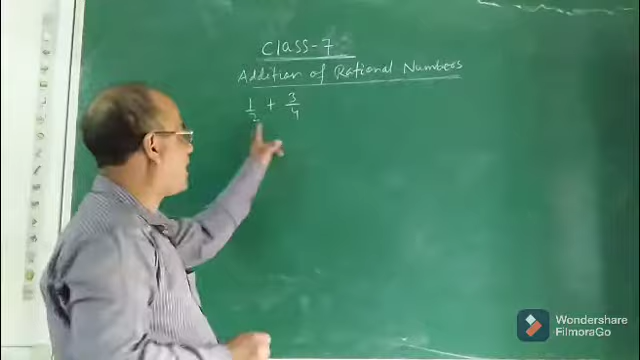 Class-7
Addition of Rational Numbers
1/2 + 3/4
Wondershare
FilmoraGo